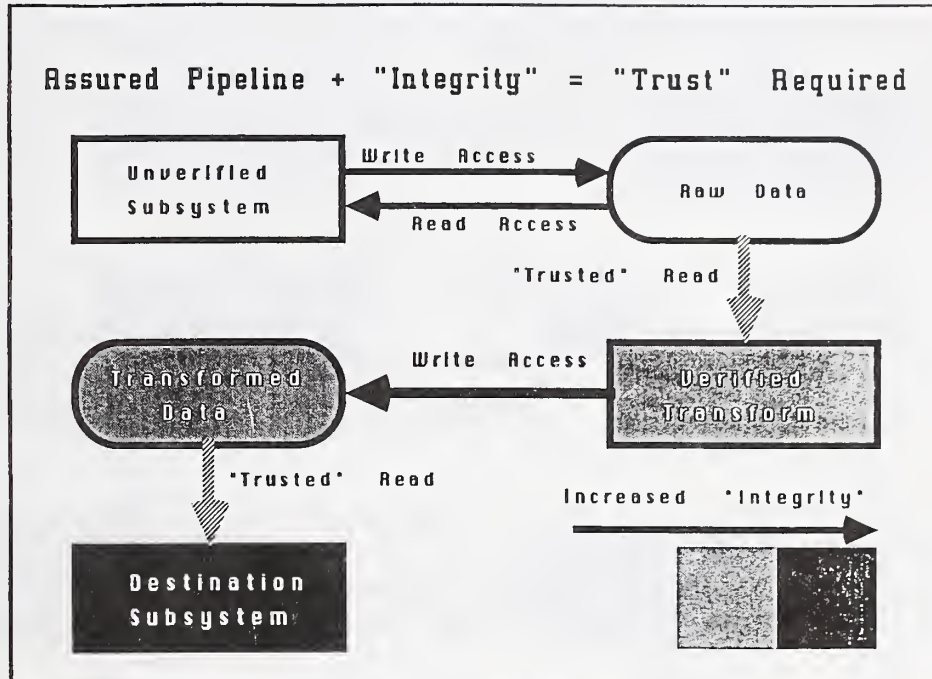 Assured Pipeline + "Integrity" = "Trust" Required
Unverified
Subsystem
Write Access
Read Access
Raw Data
"Trusted" Read
Transformed
Data
Write Access
Verified
Transform
"Trusted" Read
Increased "Integrity"
Destination
Subsystem